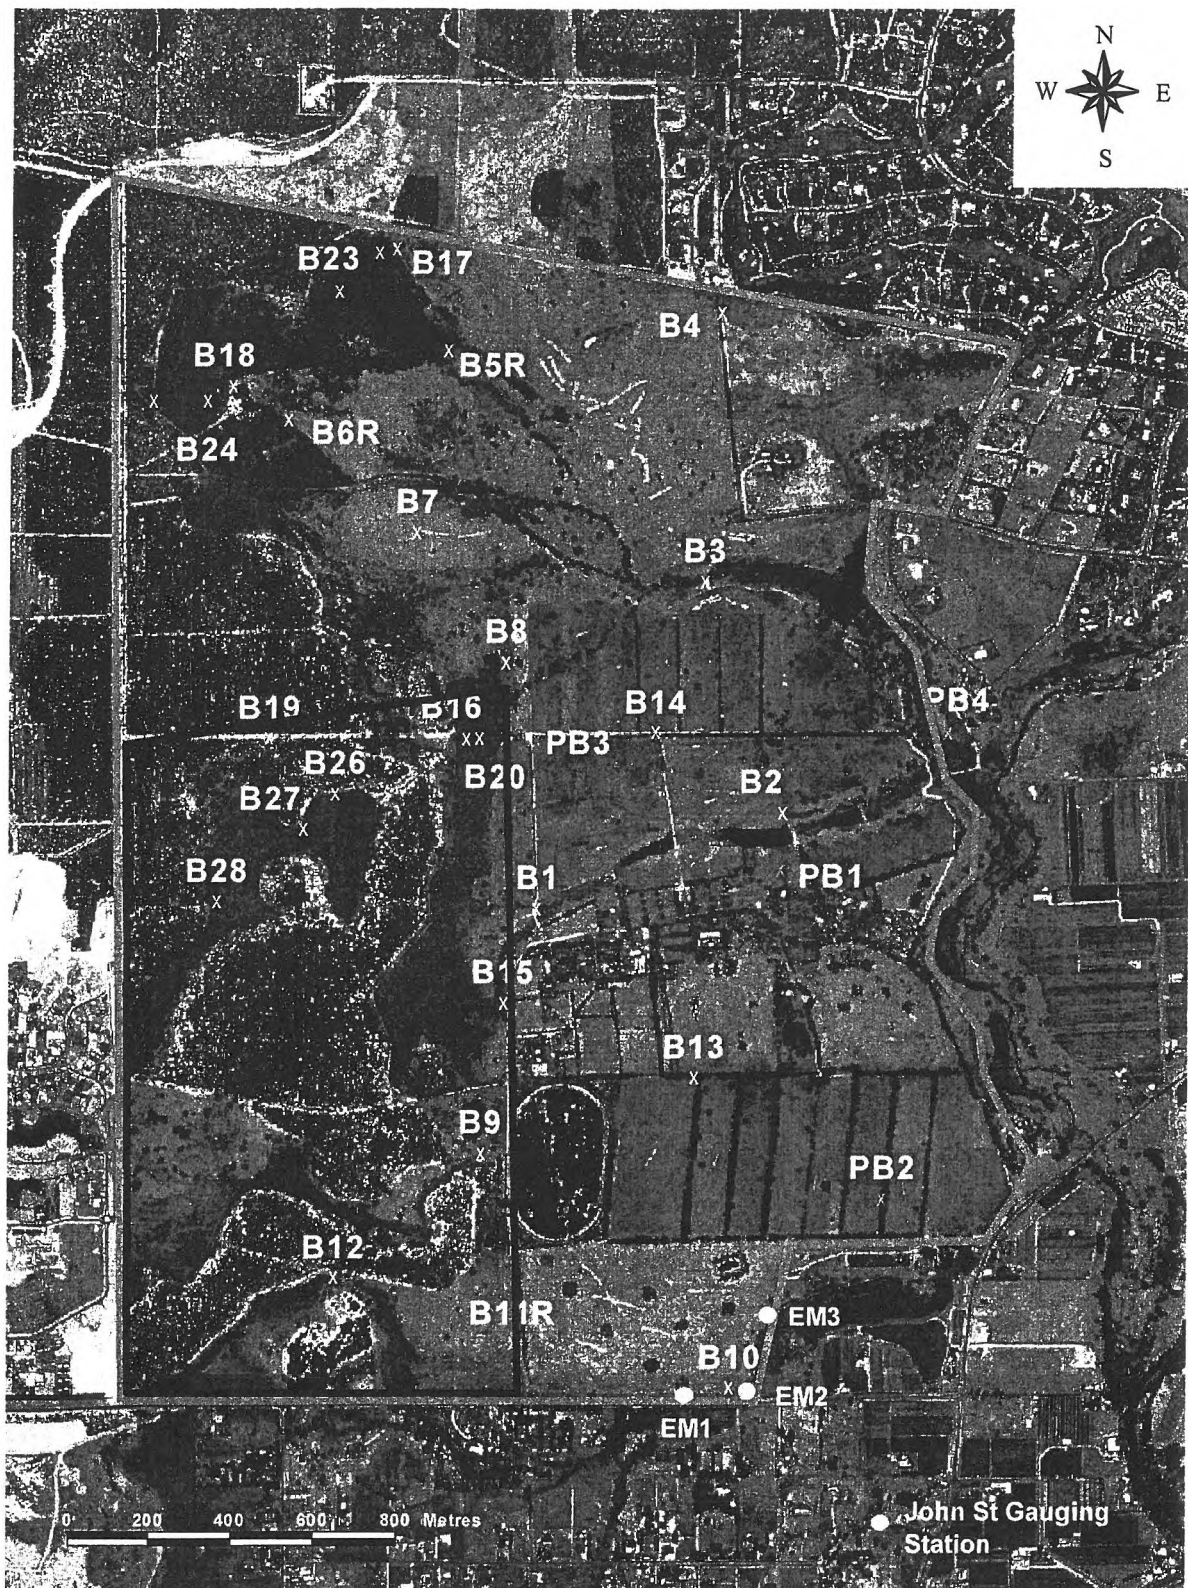 N
W E
S
B23
B17
B4
B18
B5R
B24
B6R
B7
B3
B8
B19
B16
B14
PB4
PB3
B26
B20
B27
B2
B28
B1
PB1
B15
B13
B9
PB2
B12
B11R
EM3
B10
EM2
EM1
0 200 400 600 800 Metres
John St Gauging
Station